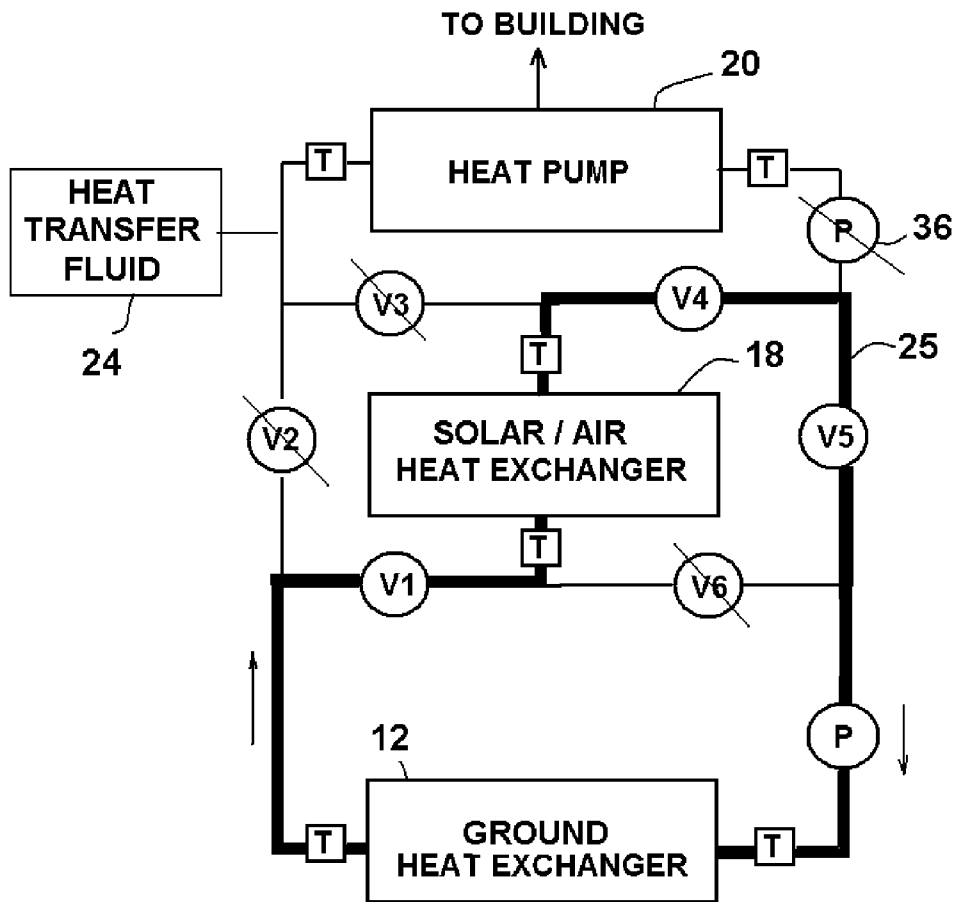 TO BUILDING
20
T
HEAT PUMP
T
HEAT
TRANSFER
FLUID
24
P
36
V3
V4
T
18
25
V2
SOLAR / AIR
HEAT EXCHANGER
V5
T
V1
V6
12
P
T
GROUND
HEAT EXCHANGER
T